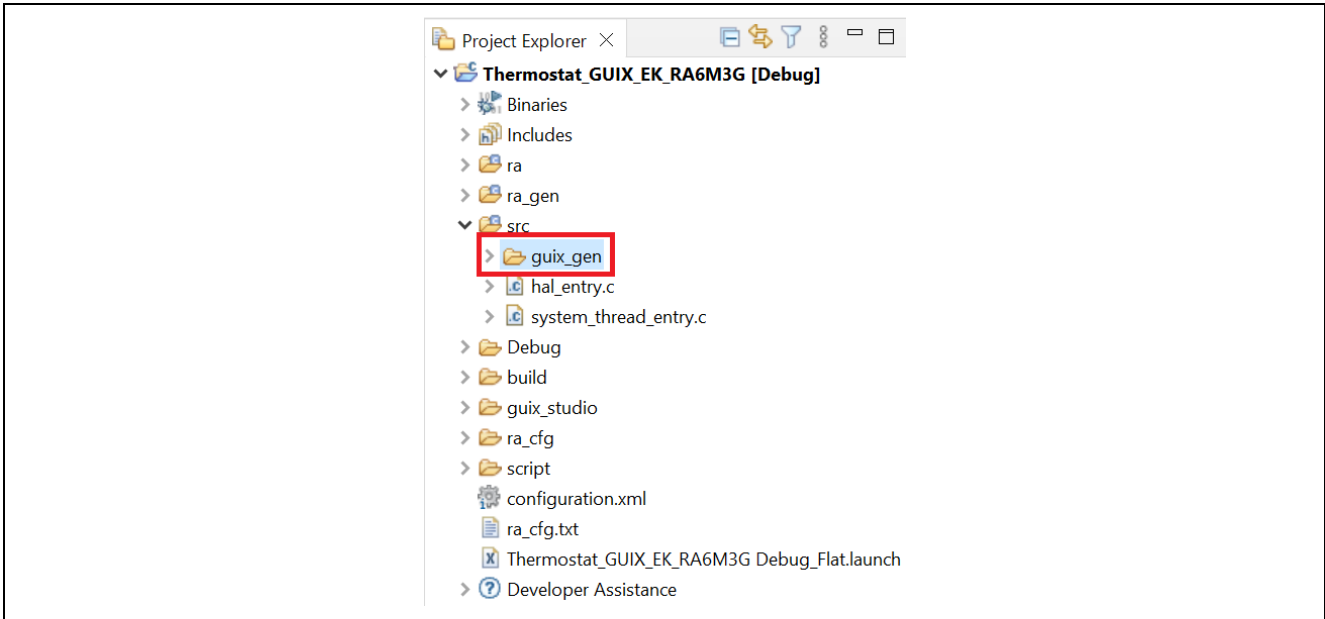 Project Explorer
Thermostat_GUIX_EK_RA6M3G [Debug]
Binaries
Includes
ra
ra_gen
src
guix_gen
hal_entry.c
system_thread_entry.c
Debug
build
guix_studio
ra_cfg
script
configuration.xml
ra_cfg.txt
Thermostat_GUIX_EK_RA6M3G Debug_Flat.launch
Developer Assistance